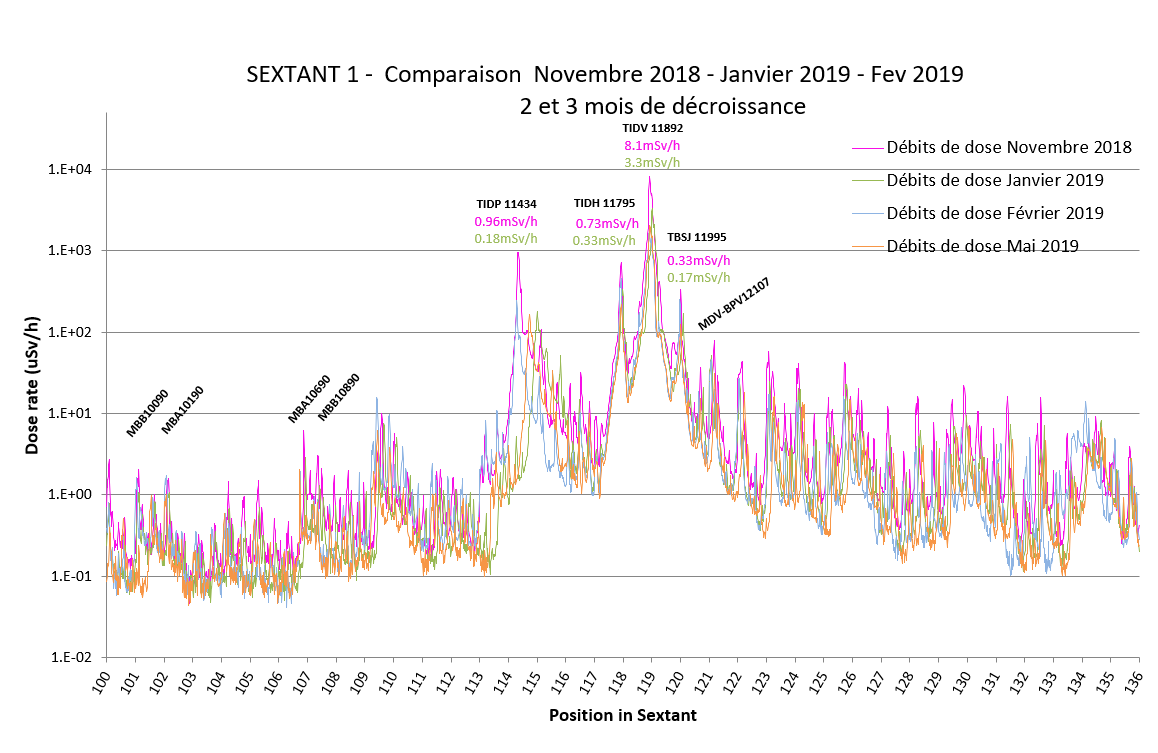 SEXTANT 1 - Comparaison Novembre 2018 - Janvier 2019 - Fev 2019
2 et 3 mois de décroissance
TIDV 11892
8.1mSv/h
3.3mSv/h
Débits de dose Novembre 2018
Débits de dose Janvier 2019
Débits de dose Février 2019
Débits de dose Mai 2019
TIDP 11434
0.96mSv/h
0.18mSv/h
TIDH 11795
0.73mSv/h
0.33mSv/h
TBSJ 11995
0.33mSv/h
0.17mSv/h
MDV-BPV12107
MBB10090
MBA10190
MBA10690
MBB10890
Dose rate (uSv/h)
1.E+04
1.E+03
1.E+02
1.E+01
1.E+00
1.E-01
1.E-02
100 101 102 103 104 105 106 107 108 109 110 111 112 113 114 115 116 117 118 119 120 121 122 123 124 125 126 127 128 129 130 131 132 133 134 135 136
Position in Sextant